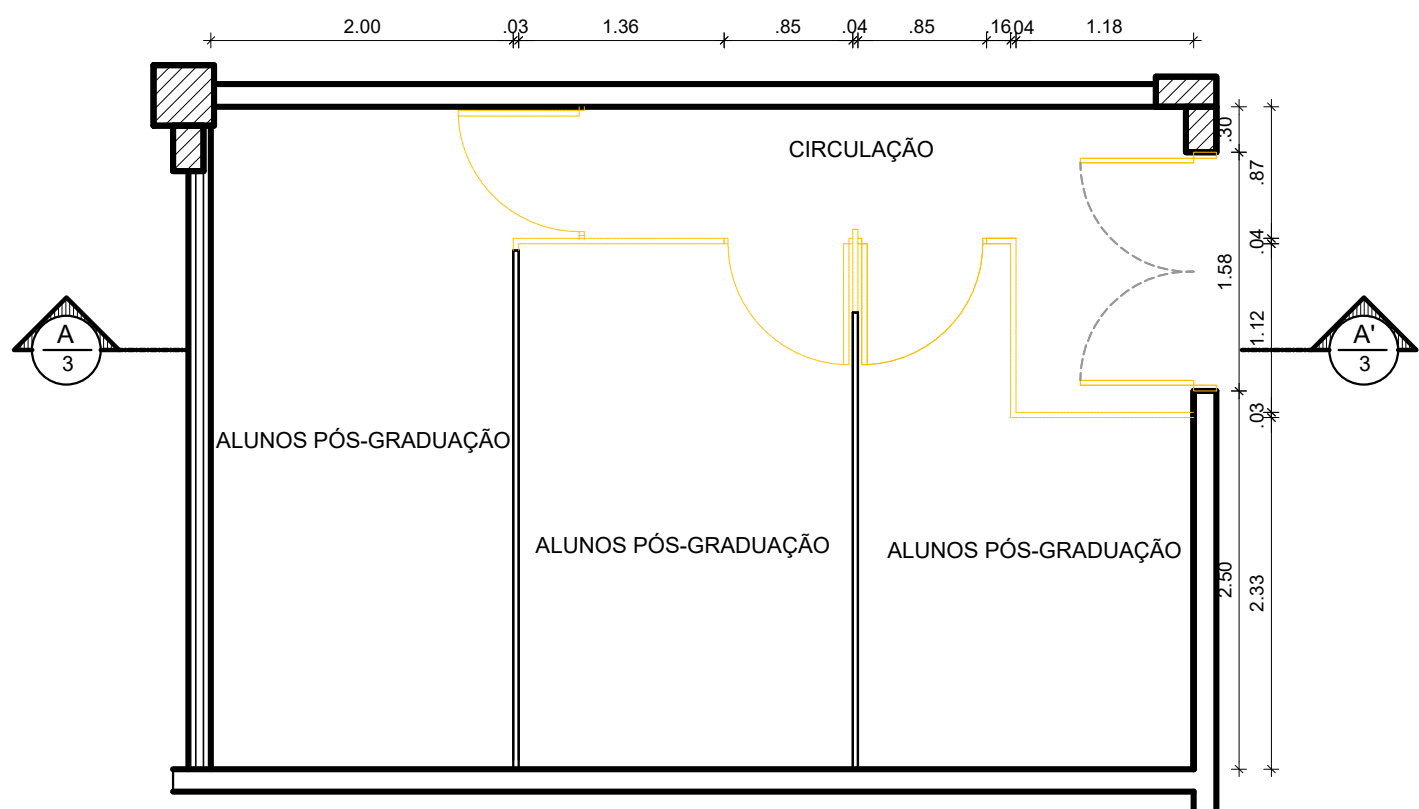 2.00 .03 1.36 .85 .04 .85 .16 .04 1.18
CIRCULAÇÃO
.30
.87
.04
1.58
1.12
A
3
A'
3
.03
ALUNOS PÓS-GRADUAÇÃO
ALUNOS PÓS-GRADUAÇÃO
ALUNOS PÓS-GRADUAÇÃO
2.50
2.33